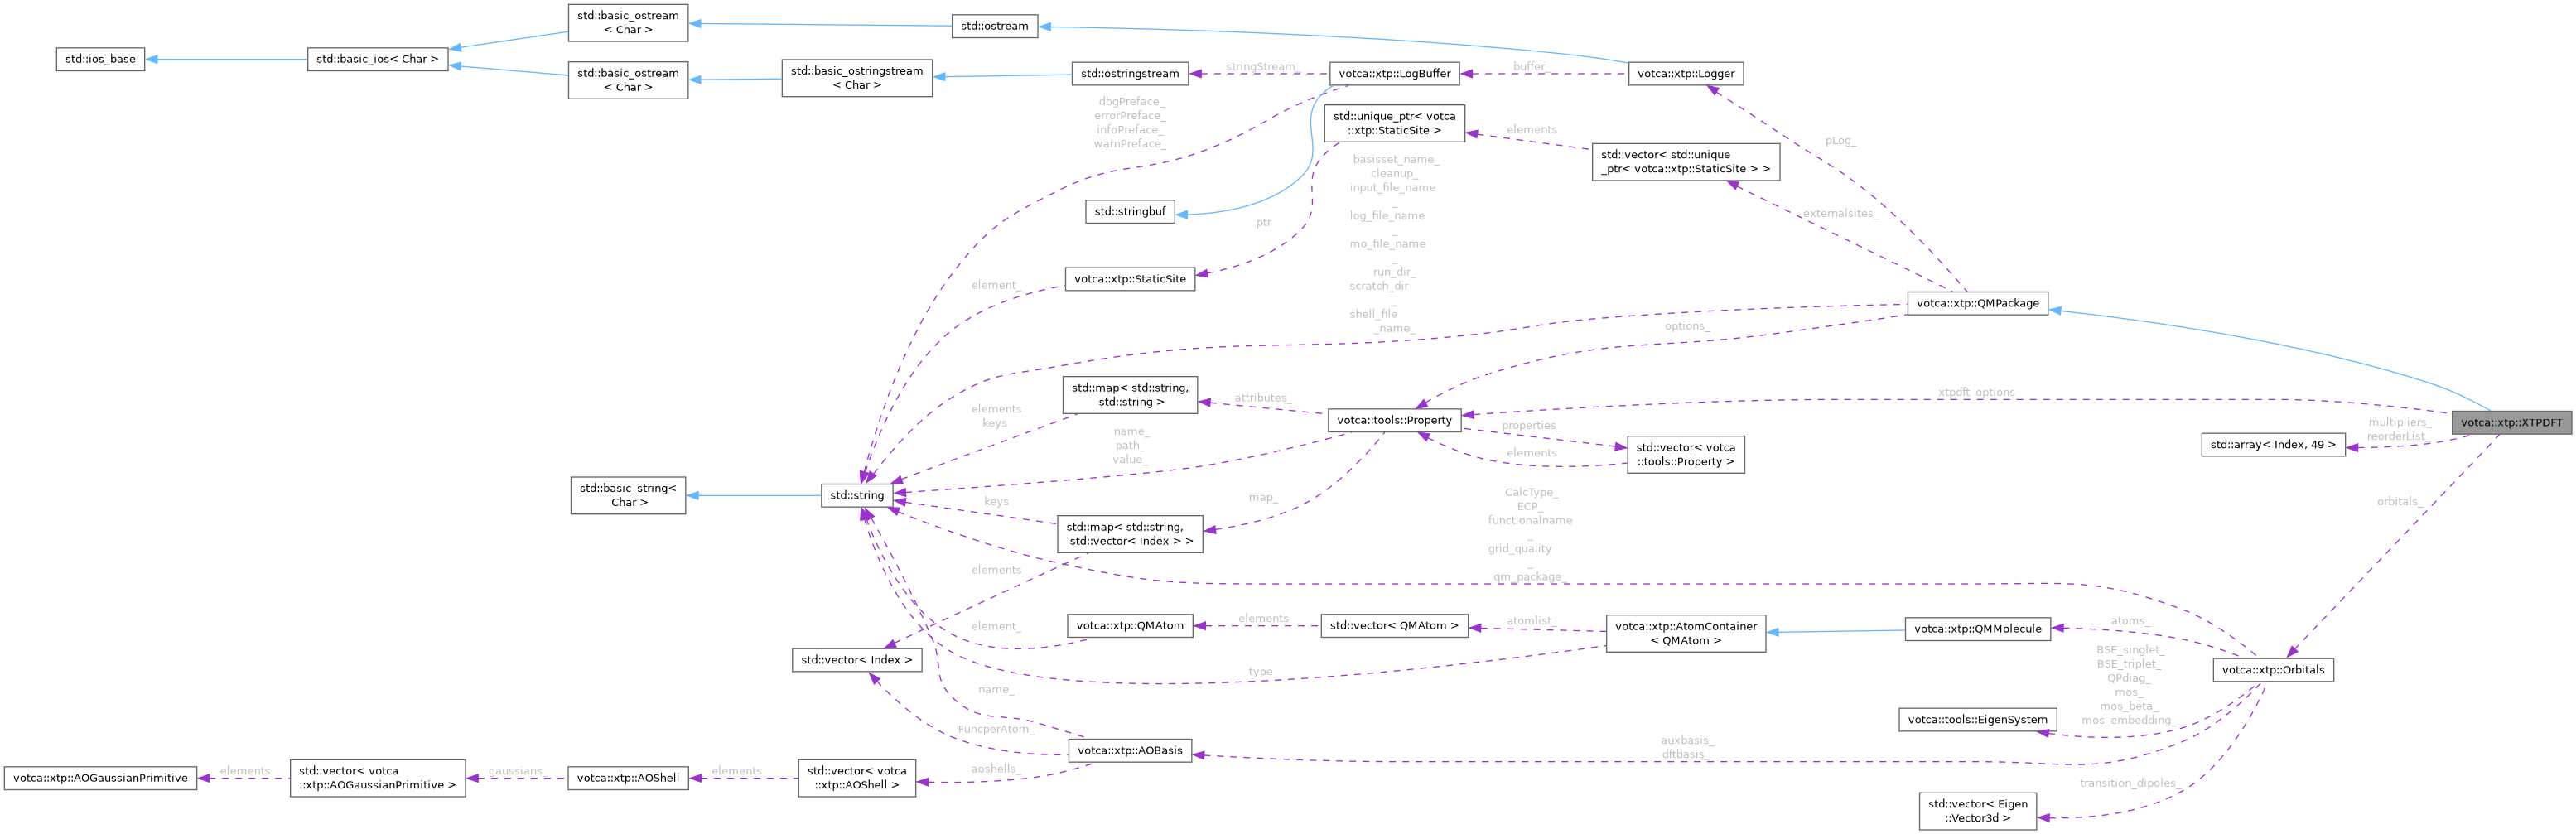 std::basic_ostream
< Char >
std::ostream
std::ios_base
std::basic_ios< Char >
std::basic_ostream
< Char >
std::basic_ostringstream
< Char >
std::ostringstream
stringStream_
votca::xtp::LogBuffer
buffer_
votca::xtp::Logger
dbgPreface_
errorPreface_
infoPreface_
warnPreface_
std::unique_ptr< votca
::xtp::StaticSite >
elements
std::vector< std::unique
_ptr< votca::xtp::StaticSite > >
pLog_
std::stringbuf
ptr
basisset_name_
cleanup_
input_file_name
_
log_file_name
_
mo_file_name
_
run_dir_
scratch_dir
_
shell_file
_name_
externalsites_
votca::xtp::StaticSite
element_
votca::xtp::QMPackage
options_
std::map< std::string,
std::string >
attributes_
votca::tools::Property
xtpdft_options_
votca::xtp::XTPDFT
multipliers_
reorderList_
std::array< Index, 49 >
elements
keys
name_
path_
value_
properties_
elements
std::vector< votca
::tools::Property >
std::basic_string<
Char >
std::string
keys
map_
std::map< std::string,
std::vector< Index > >
CalcType_
ECP_
functionalname
_
grid_quality
_
qm_package_
orbitals_
elements
votca::xtp::QMAtom
element_
elements
std::vector< QMAtom >
atomlist_
votca::xtp::AtomContainer
< QMAtom >
votca::xtp::QMMolecule
atoms_
std::vector< Index >
type_
BSE_singlet_
BSE_triplet_
QPdiag_
mos_
mos_beta_
mos_embedding_
votca::xtp::Orbitals
name_
FuncperAtom_
votca::tools::EigenSystem
votca::xtp::AOBasis
auxbasis_
dftbasis_
votca::xtp::AOGaussianPrimitive
elements
std::vector< votca
::xtp::AOGaussianPrimitive >
gaussians_
votca::xtp::AOShell
elements
std::vector< votca
::xtp::AOShell >
aoshells_
transition_dipoles_
std::vector< Eigen
::Vector3d >